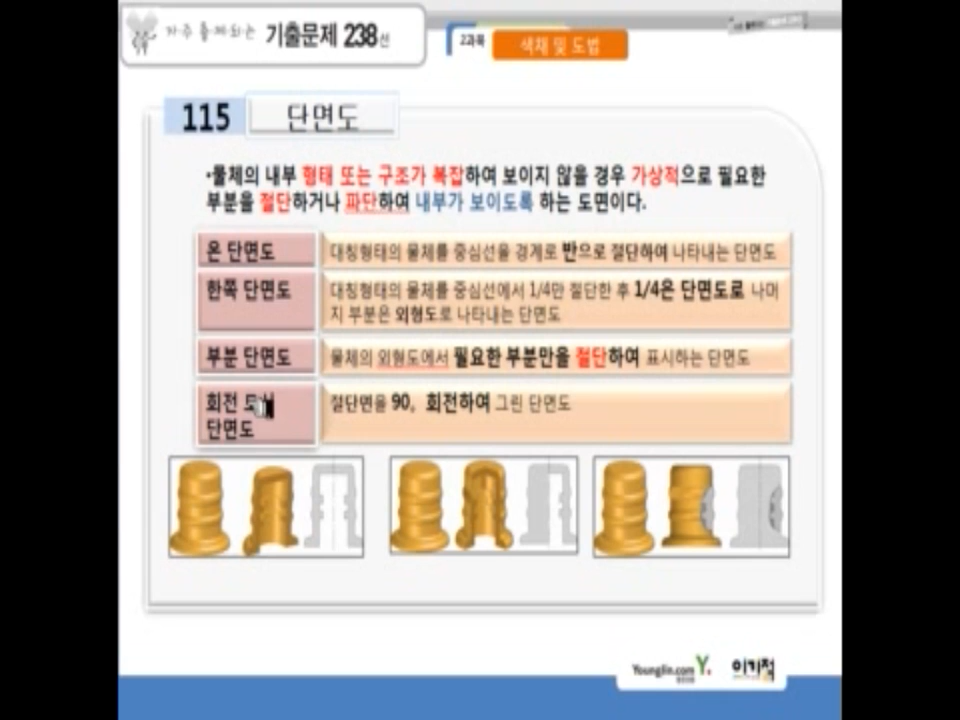 자주 출제되는 기출문제 238선
2과목 색채 및 도법
115 단면도
•물체의 내부 형태 또는 구조가 복잡하여 보이지 않을 경우 가상적으로 필요한
부분을 절단하거나 파단하여 내부가 보이도록 하는 도면이다.
온 단면도 대칭형태의 물체를 중심선을 경계로 반으로 절단하여 나타내는 단면도
한쪽 단면도 대칭형태의 물체를 중심선에서 1/4만 절단한 후 1/4은 단면도로 나머
지 부분은 외형도로 나타내는 단면도
부분 단면도 물체의 외형도에서 필요한 부분만을 절단하여 표시하는 단면도
회전 절단면을 90。회전하여 그린 단면도
단면도
Youngjin.com Y. 이기적